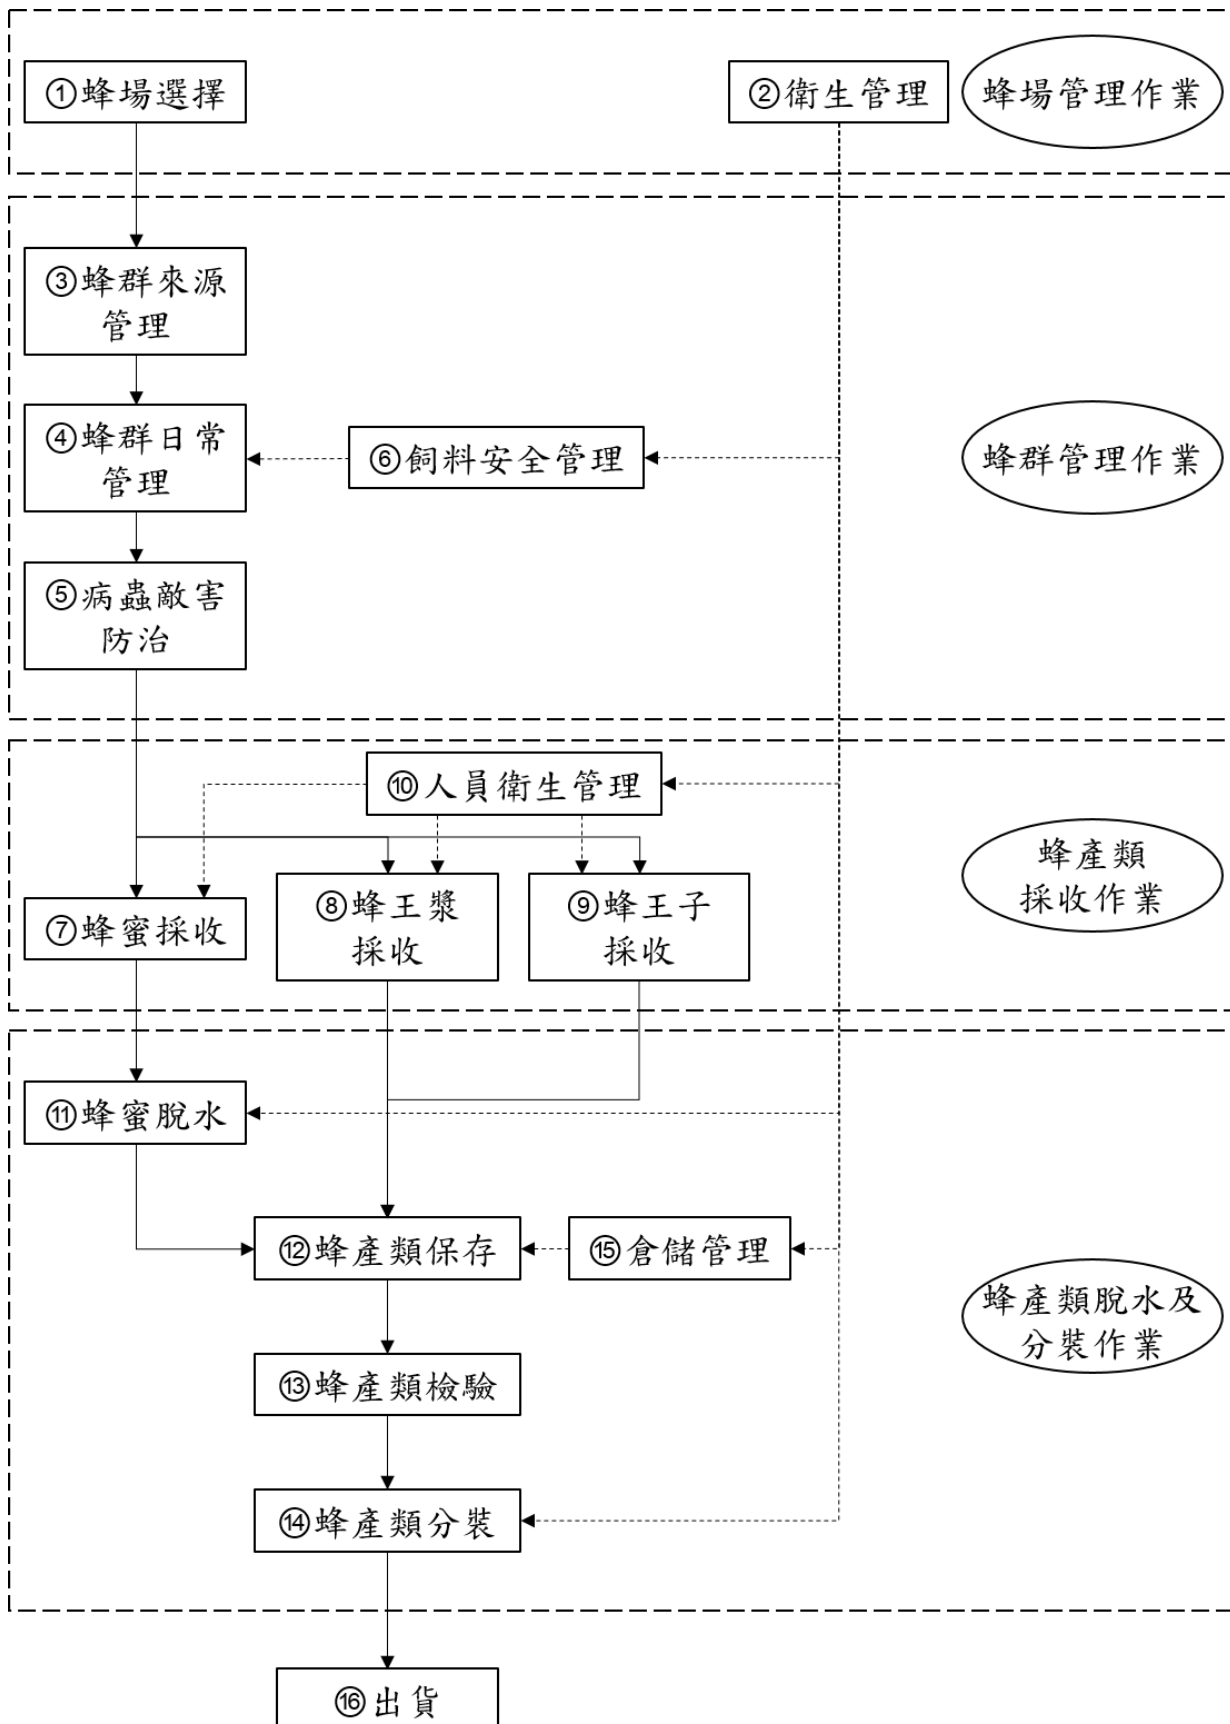 ①蜂場選擇
②衛生管理
蜂場管理作業
③蜂群來源
管理
④蜂群日常
管理
⑥飼料安全管理
蜂群管理作業
⑤病蟲敵害
防治
⑩人員衛生管理
⑦蜂蜜採收
⑧蜂王漿
採收
⑨蜂王子
採收
蜂產類
採收作業
⑪蜂蜜脫水
⑫蜂產類保存
⑮倉儲管理
蜂產類脫水及
分裝作業
⑬蜂產類檢驗
⑭蜂產類分裝
⑯出貨